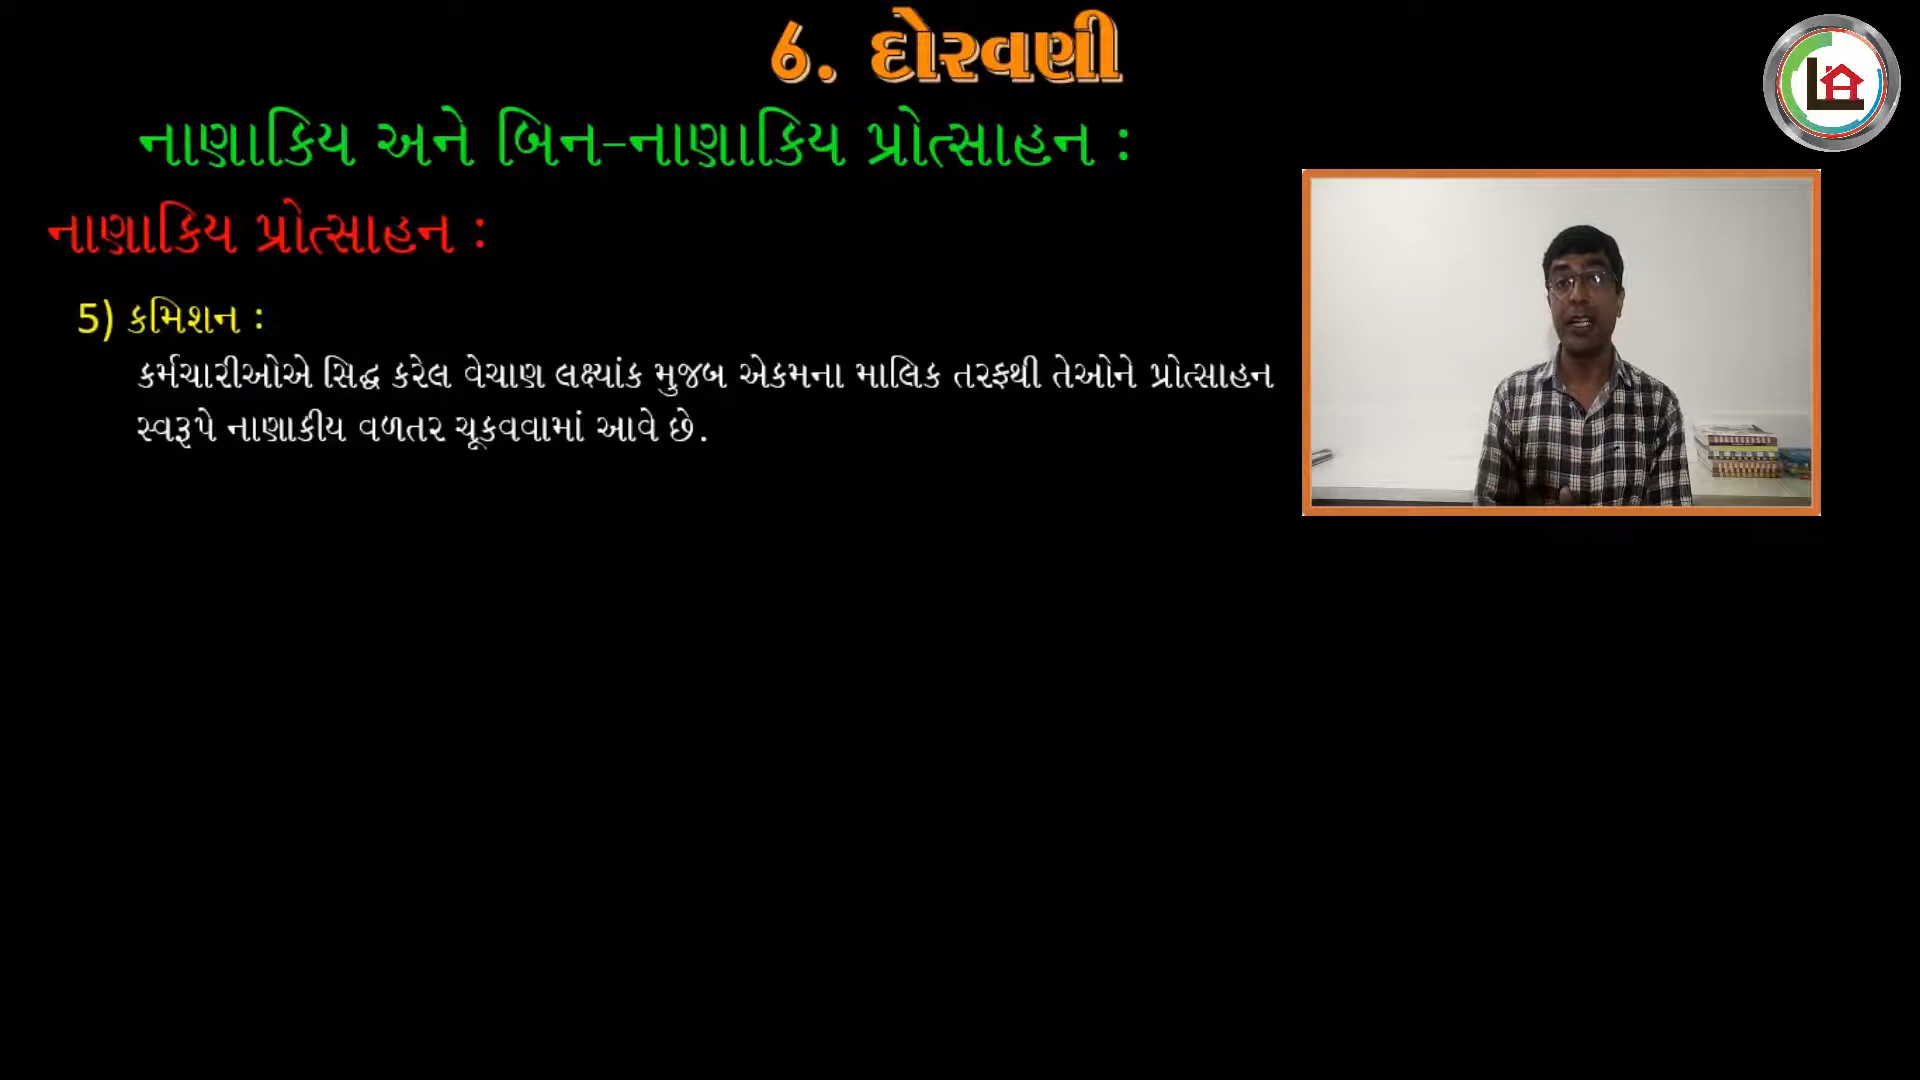 ૬. દોરવણી
નાણાકિય અને બિન-નાણાકિય પ્રોત્સાહન :
નાણાકિય પ્રોત્સાહન :
5) કમિશન :
કર્મચારીઓએ સિદ્ધ કરેલ વેચાણ લક્ષ્યાંક મુજબ એકમના માલિક તરફથી તેઓને પ્રોત્સાહન
સ્વરૂપે નાણાકીય વળતર ચૂકવવામાં આવે છે.